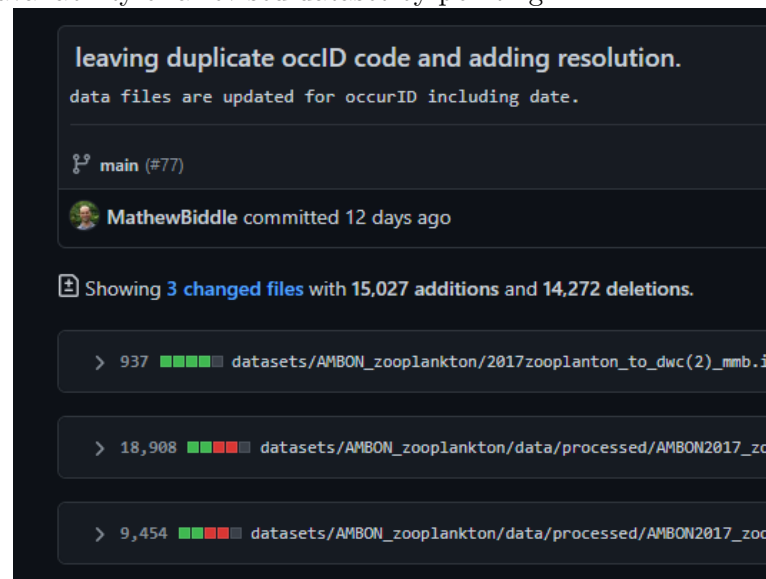 leaving duplicate occID code and adding resolution.
data files are updated for occurID including date.
main (#77)
MathewBiddle committed 12 days ago
Showing 3 changed files with 15,027 additions and 14,272 deletions.
937 datasets/AMBON_zooplankton/2017zooplanton_to_dwc(2)_mmb.i
18,908 datasets/AMBON_zooplankton/data/processed/AMBON2017_zo
9,454 datasets/AMBON_zooplankton/data/processed/AMBON2017_zoo